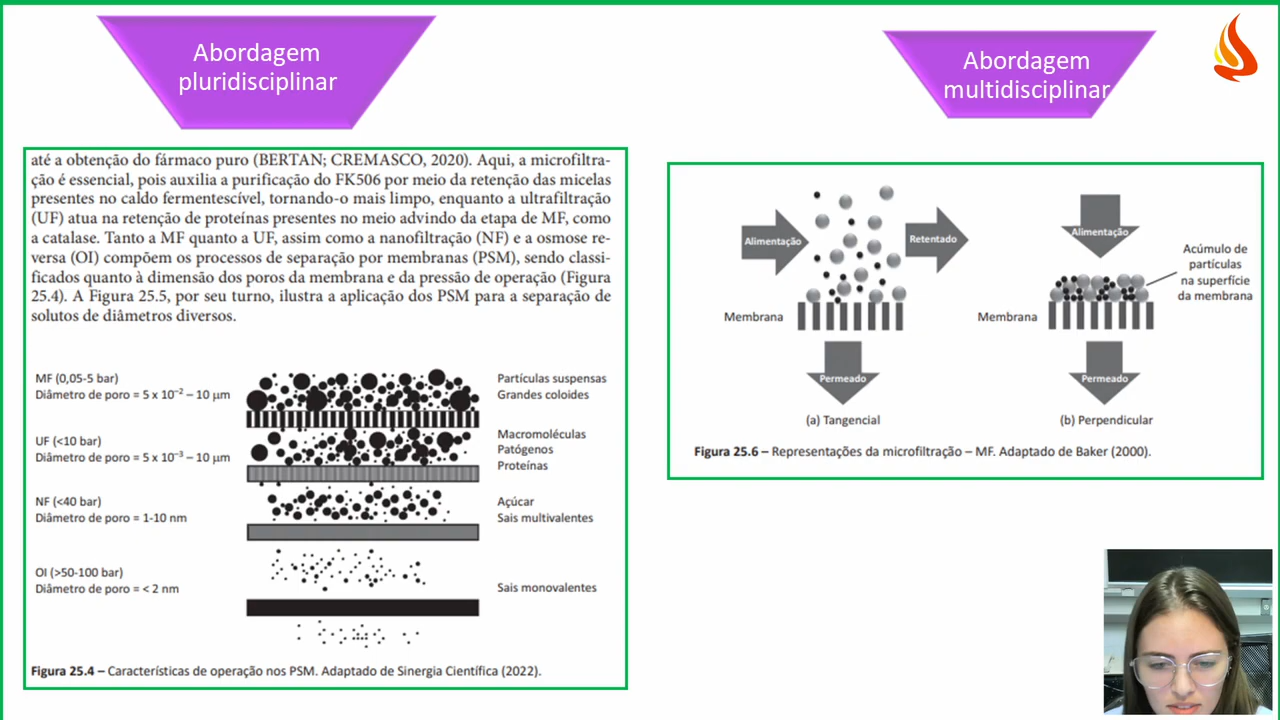 Abordagem
pluridisciplinar
Abordagem
multidisciplinar
até a obtenção do fármaco puro (BERTAN; CREMASCO, 2020). Aqui, a microfiltra-
ção é essencial, pois auxilia a purificação do FK506 por meio da retenção das micelas
presentes no caldo fermentescível, tornando-o mais limpo, enquanto a ultrafiltração
(UF) atua na retenção de proteínas presentes no meio advindo da etapa de MF, como
a catalase. Tanto a MF quanto a UF, assim como a nanofiltração (NF) e a osmose re-
versa (OI) compõem os processos de separação por membranas (PSM), sendo classi-
ficados quanto à dimensão dos poros da membrana e da pressão de operação (Figura
25.4). A Figura 25.5, por seu turno, ilustra a aplicação dos PSM para a separação de
solutos de diâmetros diversos.
MF (0,05-5 bar)
Diâmetro de poro = 5 x 10⁻² – 10 µm
Partículas suspensas
Grandes coloides
UF (<10 bar)
Diâmetro de poro = 5 x 10⁻³ – 10 µm
Macromoléculas
Patógenos
Proteínas
NF (<40 bar)
Diâmetro de poro = 1-10 nm
Açúcar
Sais multivalentes
OI (>50-100 bar)
Diâmetro de poro = < 2 nm
Sais monovalentes
Figura 25.4 – Características de operação nos PSM. Adaptado de Sinergia Científica (2022).
Alimentação
Retentado
Membrana
Permeado
(a) Tangencial
Alimentação
Acúmulo de
partículas
na superfície
da membrana
Membrana
Permeado
(b) Perpendicular
Figura 25.6 – Representações da microfiltração – MF. Adaptado de Baker (2000).